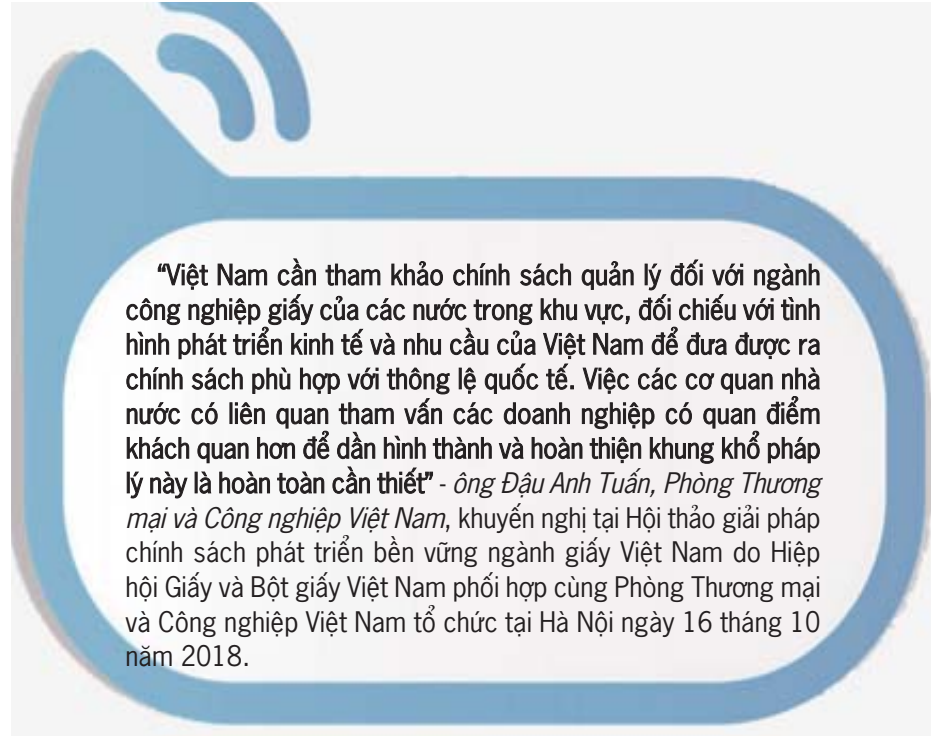 “Việt Nam cần tham khảo chính sách quản lý đối với ngành
công nghiệp giấy của các nước trong khu vực, đối chiếu với tình
hình phát triển kinh tế và nhu cầu của Việt Nam để đưa được ra
chính sách phù hợp với thông lệ quốc tế. Việc các cơ quan nhà
nước có liên quan tham vấn các doanh nghiệp có quan điểm
khách quan hơn để dần hình thành và hoàn thiện khung khổ pháp
lý này là hoàn toàn cần thiết” - ông Đậu Anh Tuấn, Phòng Thương
mại và Công nghiệp Việt Nam, khuyến nghị tại Hội thảo giải pháp
chính sách phát triển bền vững ngành giấy Việt Nam do Hiệp
hội Giấy và Bột giấy Việt Nam phối hợp cùng Phòng Thương mại
và Công nghiệp Việt Nam tổ chức tại Hà Nội ngày 16 tháng 10
năm 2018.